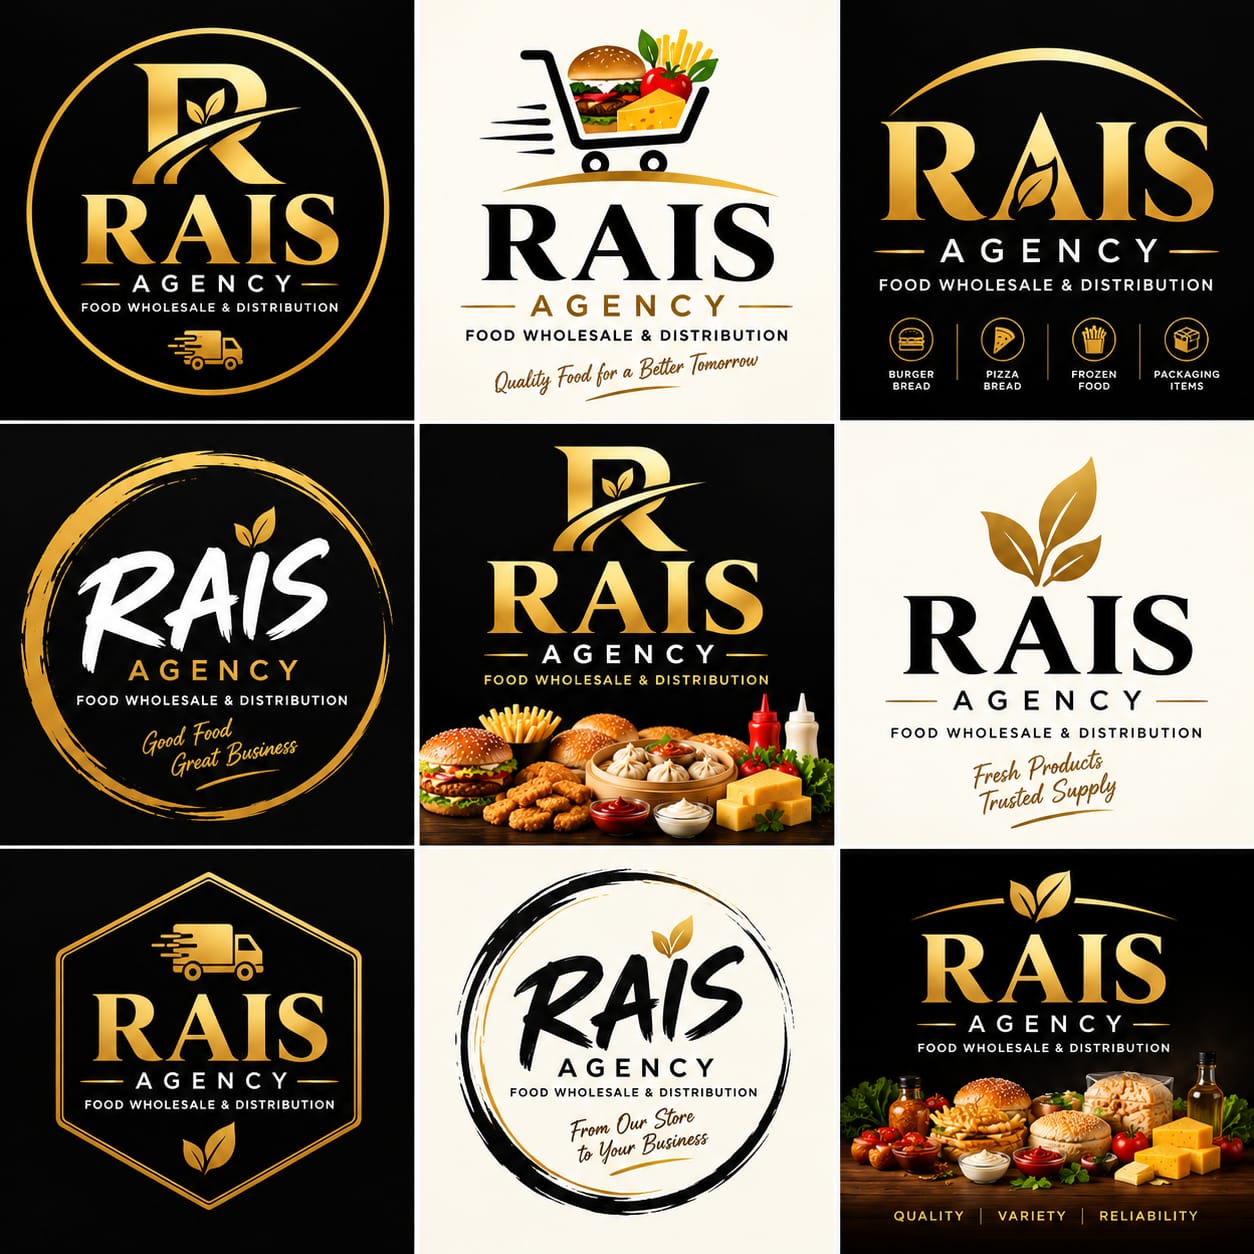 R
RAIS
AGENCY
FOOD WHOLESALE & DISTRIBUTION
RAIS
AGENCY
FOOD WHOLESALE & DISTRIBUTION
Quality Food for a Better Tomorrow
RAIS
AGENCY
FOOD WHOLESALE & DISTRIBUTION
BURGER
BREAD
PIZZA
BREAD
FROZEN
FOOD
PACKAGING
ITEMS
RAIS
AGENCY
FOOD WHOLESALE & DISTRIBUTION
Good Food
Great Business
R
RAIS
AGENCY
FOOD WHOLESALE & DISTRIBUTION
RAIS
AGENCY
FOOD WHOLESALE & DISTRIBUTION
Fresh Products
Trusted Supply
RAIS
AGENCY
FOOD WHOLESALE & DISTRIBUTION
RAIS
AGENCY
FOOD WHOLESALE & DISTRIBUTION
From Our Store
to Your Business
RAIS
AGENCY
FOOD WHOLESALE & DISTRIBUTION
QUALITY | VARIETY | RELIABILITY